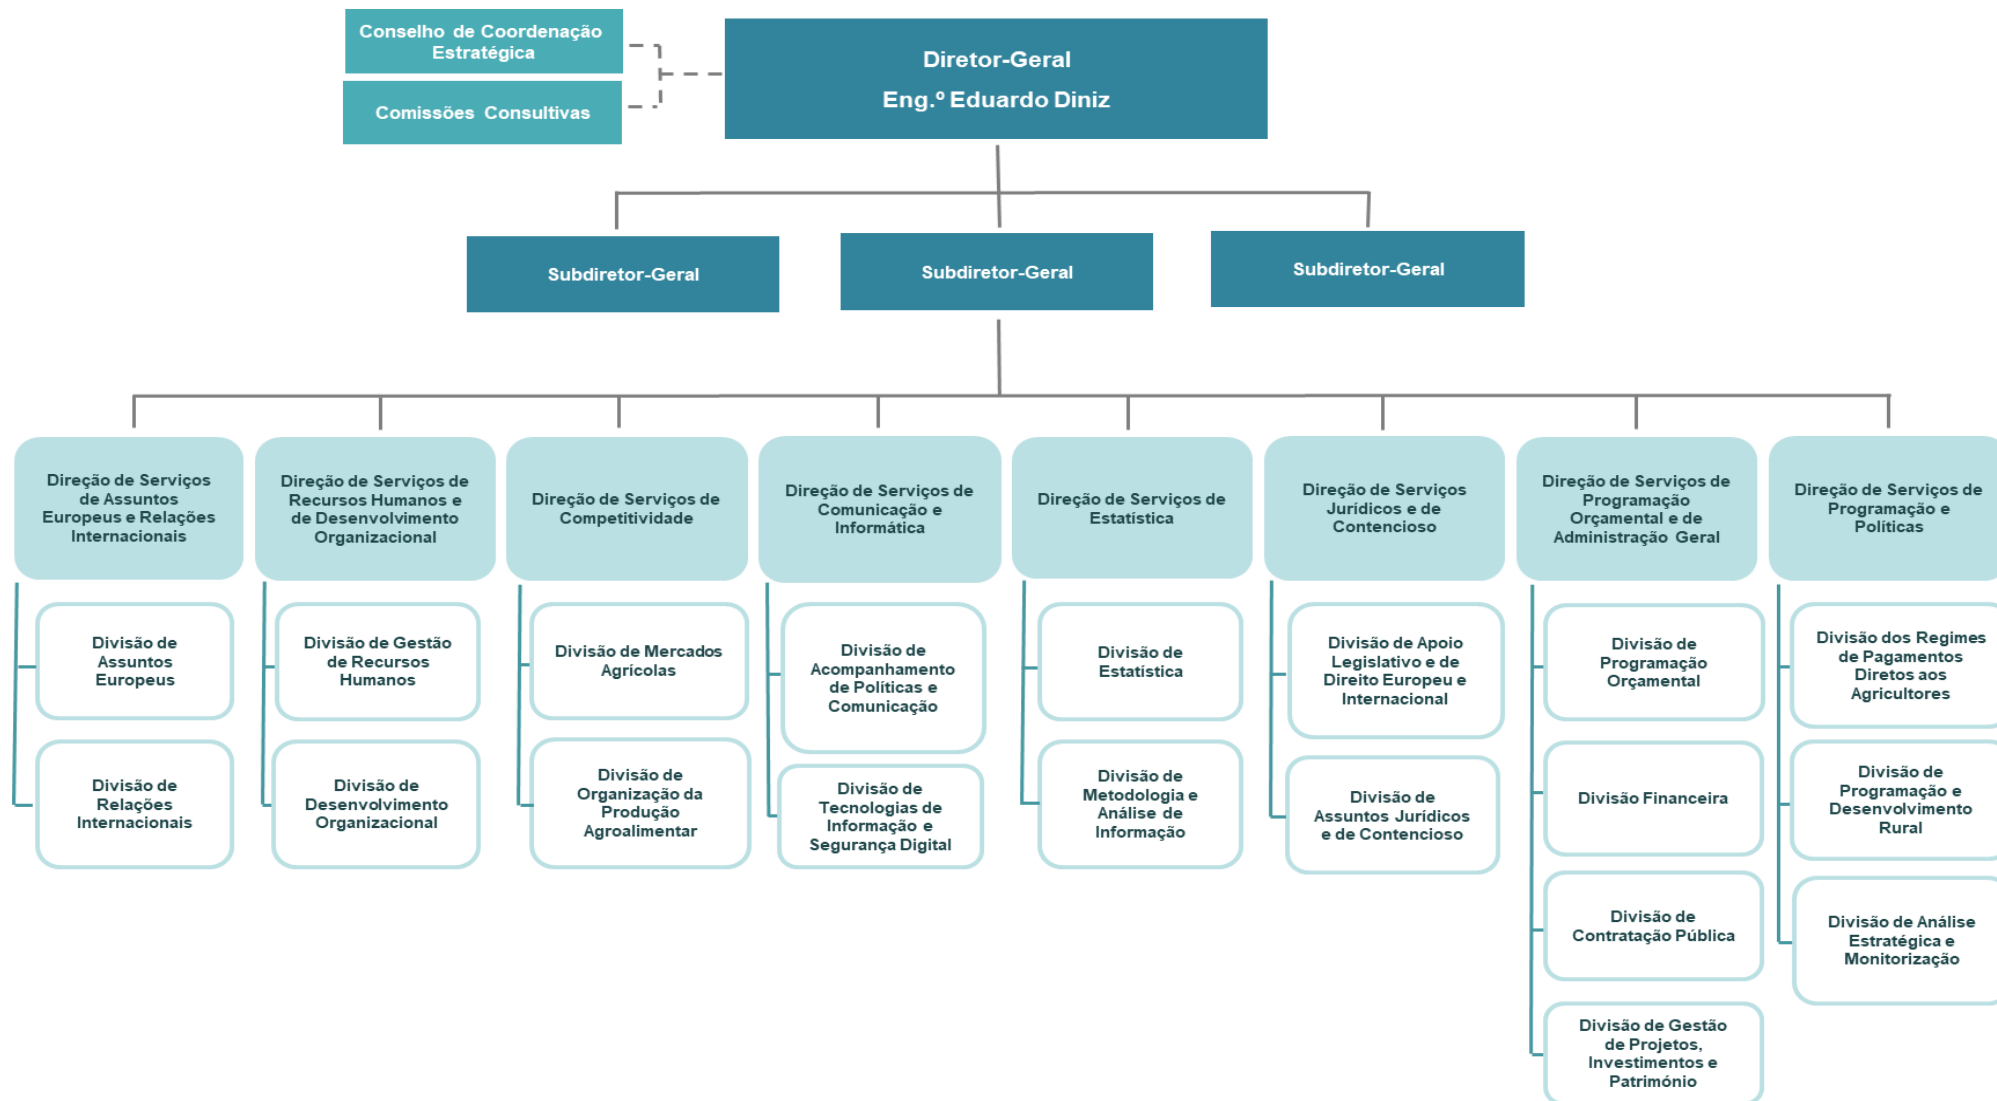 Conselho de Coordenação
Estratégica
Comissões Consultivas
Diretor-Geral
Eng.º Eduardo Diniz
Subdiretor-Geral
Subdiretor-Geral
Subdiretor-Geral
Direção de Serviços
de Assuntos
Europeus e Relações
Internacionais
Divisão de
Assuntos
Europeus
Divisão de
Relações
Internacionais
Direção de Serviços de
Recursos Humanos e
de Desenvolvimento
Organizacional
Divisão de Gestão
de Recursos
Humanos
Divisão de
Desenvolvimento
Organizacional
Direção de Serviços de
Competitividade
Divisão de Mercados
Agrícolas
Divisão de
Organização da
Produção
Agroalimentar
Direção de Serviços de
Comunicação e
Informática
Divisão de
Acompanhamento
de Políticas e
Comunicação
Divisão de
Tecnologias de
Informação e
Segurança Digital
Direção de Serviços de
Estatística
Divisão de
Estatística
Divisão de
Metodologia e
Análise de
Informação
Direção de Serviços
Jurídicos e de
Contencioso
Divisão de Apoio
Legislativo e de
Direito Europeu e
Internacional
Divisão de
Assuntos Jurídicos
e de Contencioso
Direção de Serviços de
Programação
Orçamental e de
Administração Geral
Divisão de
Programação
Orçamental
Divisão Financeira
Divisão de
Contratação Pública
Divisão de Gestão
de Projetos,
Investimentos e
Património
Direção de Serviços de
Programação e
Políticas
Divisão dos Regimes
de Pagamentos
Diretos aos
Agricultores
Divisão de
Programação e
Desenvolvimento
Rural
Divisão de Análise
Estratégica e
Monitorização